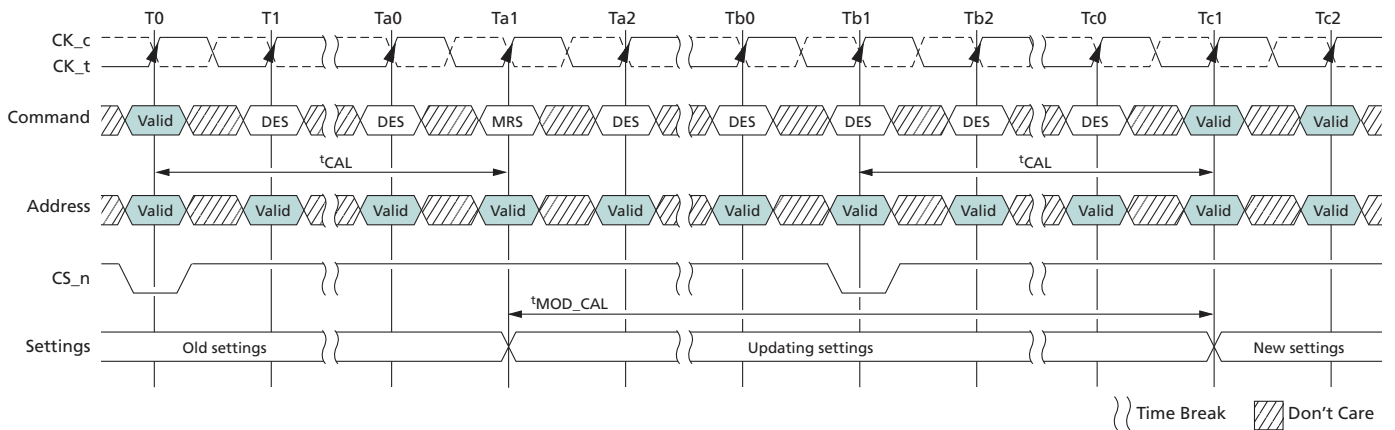 T0 T1 Ta0 Ta1 Ta2 Tb0 Tb1 Tb2 Tc0 Tc1 Tc2
CK_c
CK_t
Command Valid DES DES MRS DES DES DES DES DES Valid Valid
tCAL tCAL
Address Valid Valid Valid Valid Valid Valid Valid Valid Valid Valid Valid
CS_n
tMOD_CAL
Settings Old settings Updating settings New settings
Time Break Don't Care